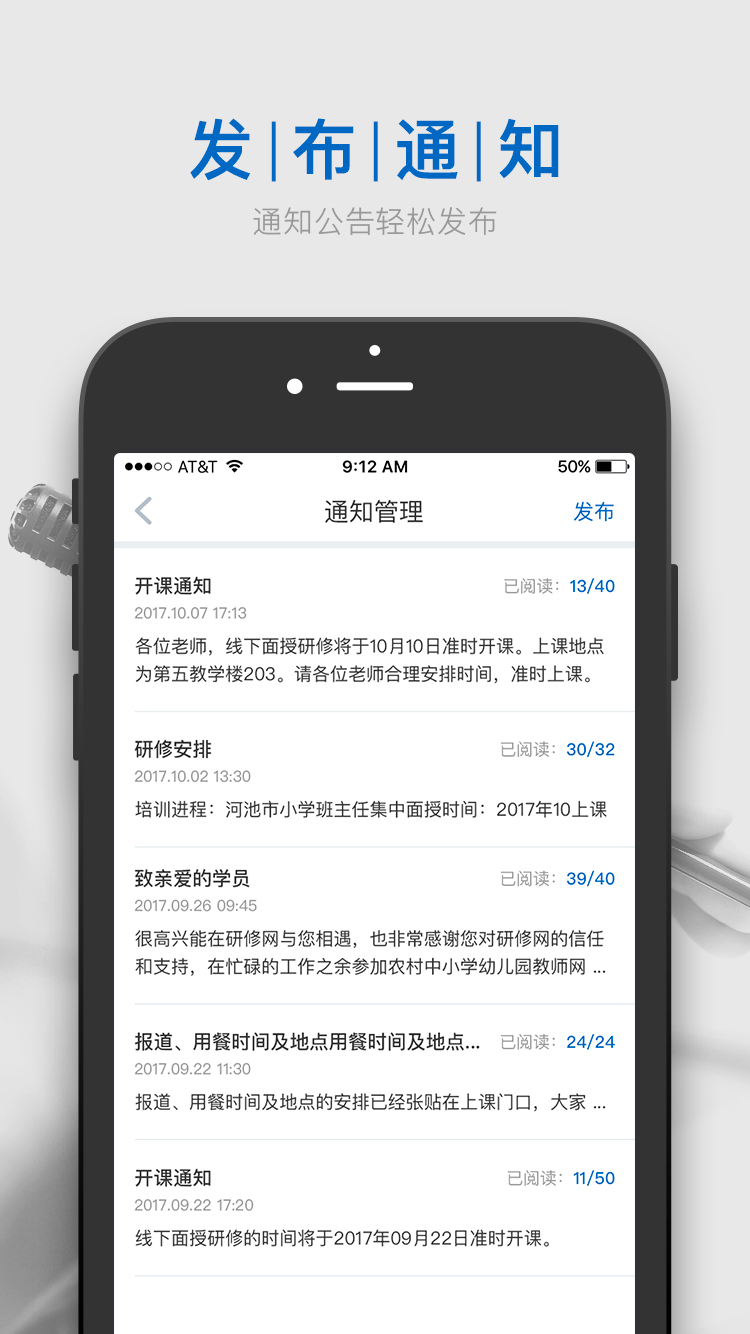 发布通知
通知公告轻松发布
AT&T 9:12 AM 50%
通知管理 发布
开课通知 已阅读：13/40
2017.10.07 17:13
各位老师，线下面授研修将于10月10日准时开课。上课地点
为第五教学楼203。请各位老师合理安排时间，准时上课。
研修安排 已阅读：30/32
2017.10.02 13:30
培训进程：河池市小学班主任集中面授时间：2017年10上课
致亲爱的学员 已阅读：39/40
2017.09.26 09:45
很高兴能在研修网与您相遇，也非常感谢您对研修网的信任
和支持，在忙碌的工作之余参加农村中小学幼儿园教师网 ...
报道、用餐时间及地点用餐时间及地点... 已阅读：24/24
2017.09.22 11:30
报道、用餐时间及地点的安排已经张贴在上课门口，大家 ...
开课通知 已阅读：11/50
2017.09.22 17:20
线下面授研修的时间将于2017年09月22日准时开课。